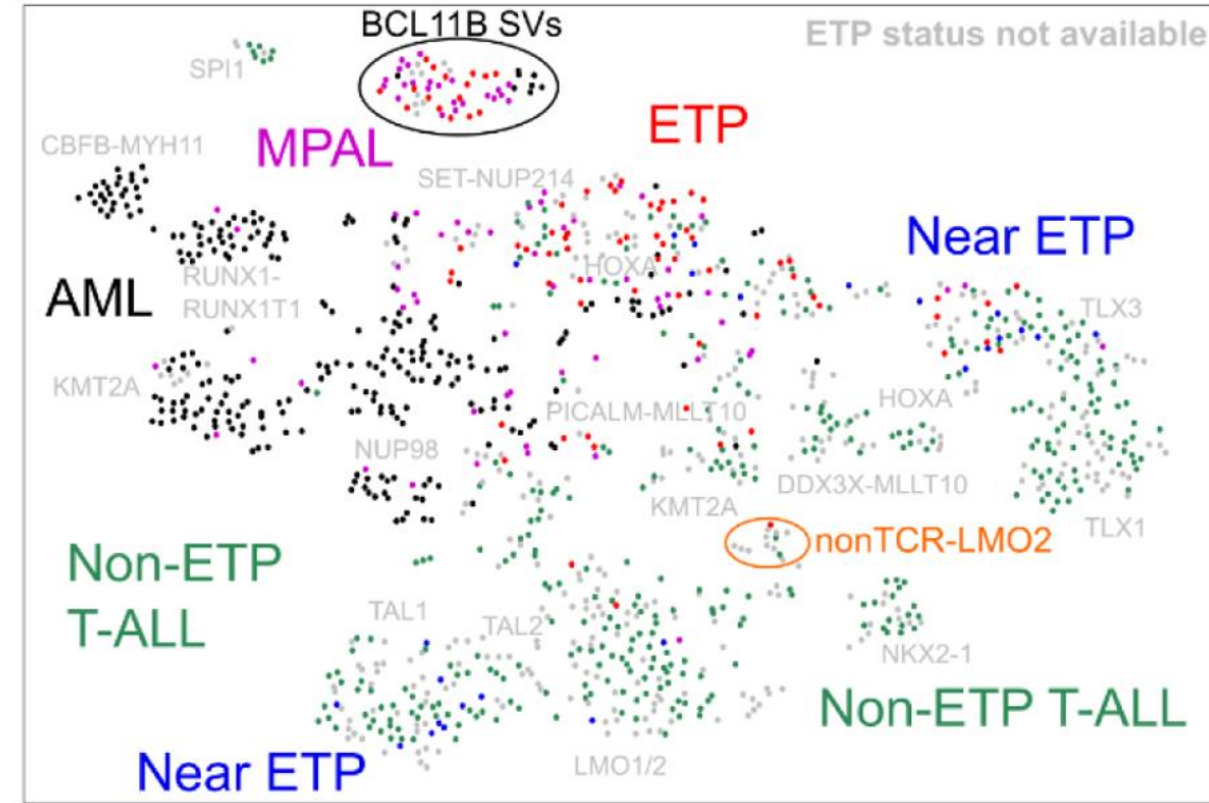 BCL11B SVs
ETP status not available
SPI1
CBFB-MYH11
MPAL
ETP
SET-NUP214
Near ETP
HOXA
RUNX1-
RUNX1T1
AML
TLX3
KMT2A
PICALM-MLLT10
HOXA
NUP98
KMT2A
DDX3X-MLLT10
TLX1
nonTCR-LMO2
Non-ETP
T-ALL
TAL1
TAL2
NKX2-1
Non-ETP T-ALL
Near ETP
LMO1/2